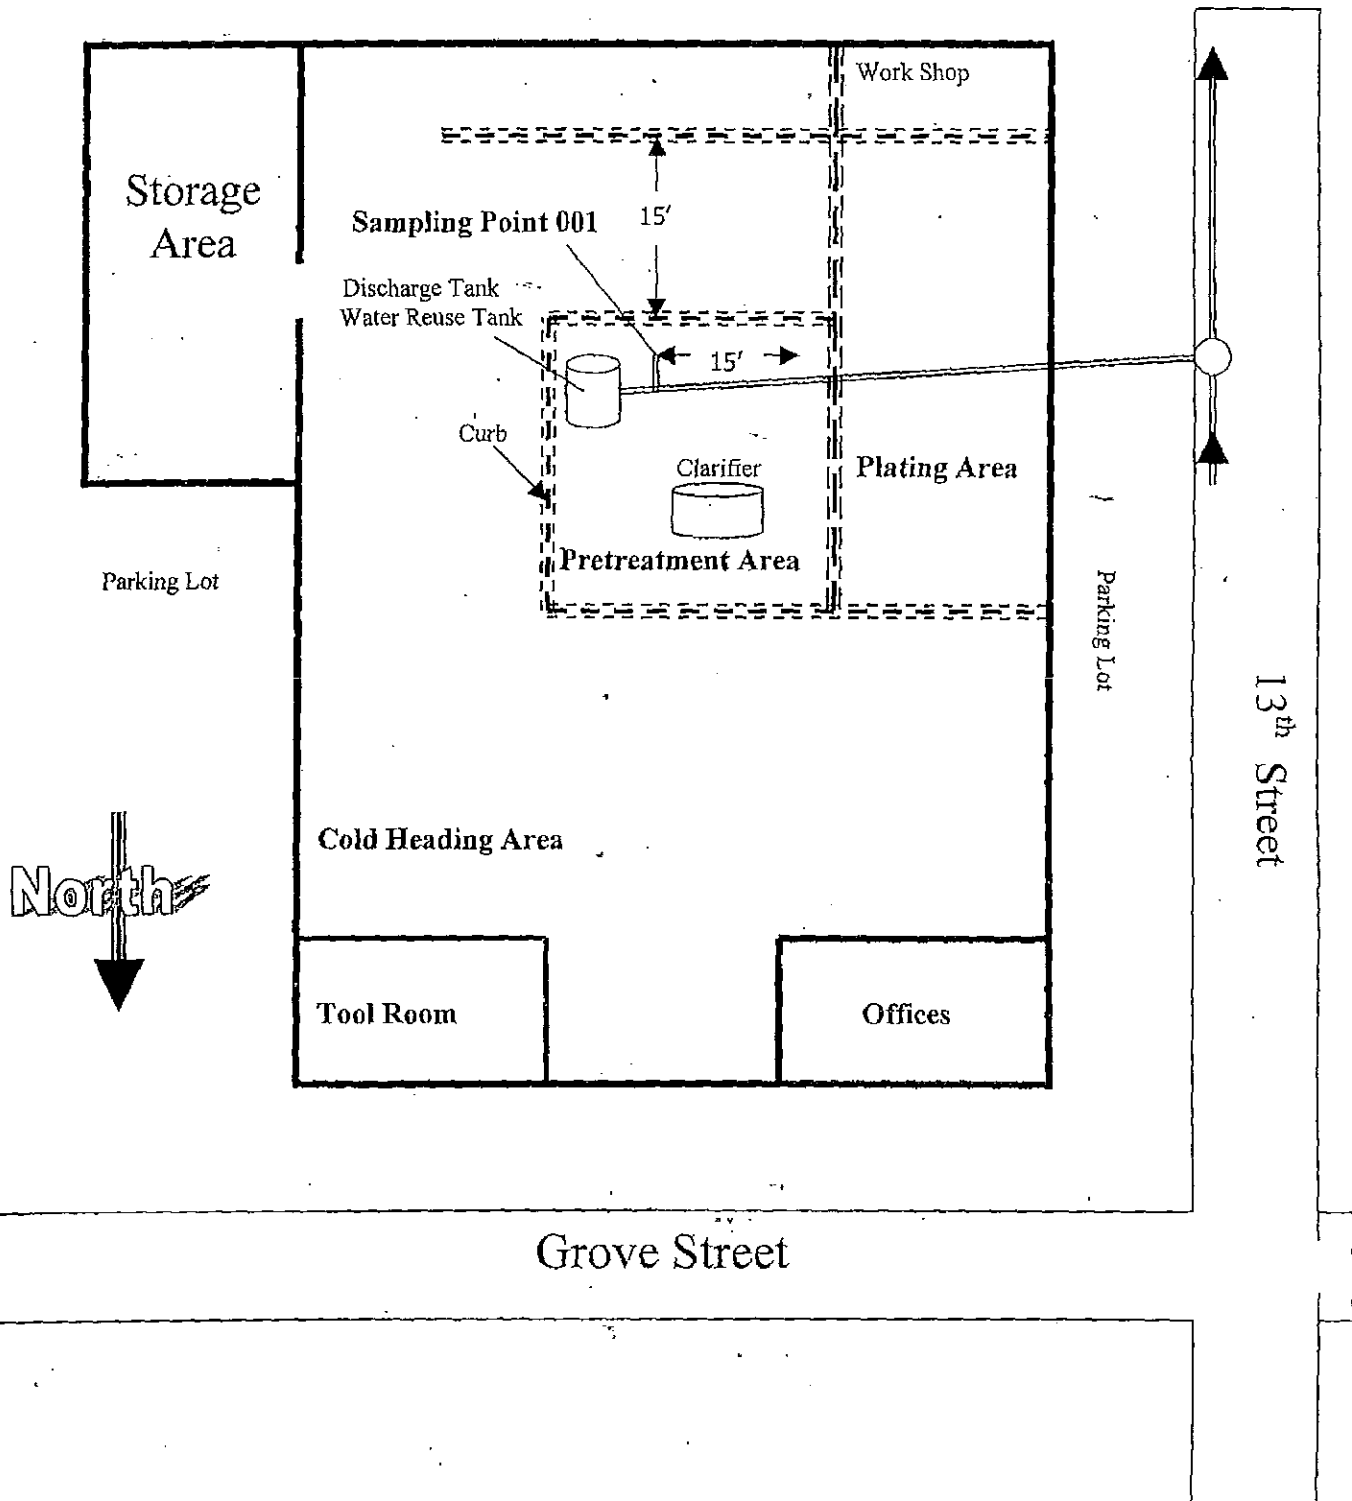 Work Shop
Storage
Area
Sampling Point 001
15'
Discharge Tank
Water Reuse Tank
15'
Curb
Clarifier
Plating Area
Pretreatment Area
Parking Lot
Parking Lot
13th Street
Cold Heading Area
North
Tool Room
Offices
Grove Street